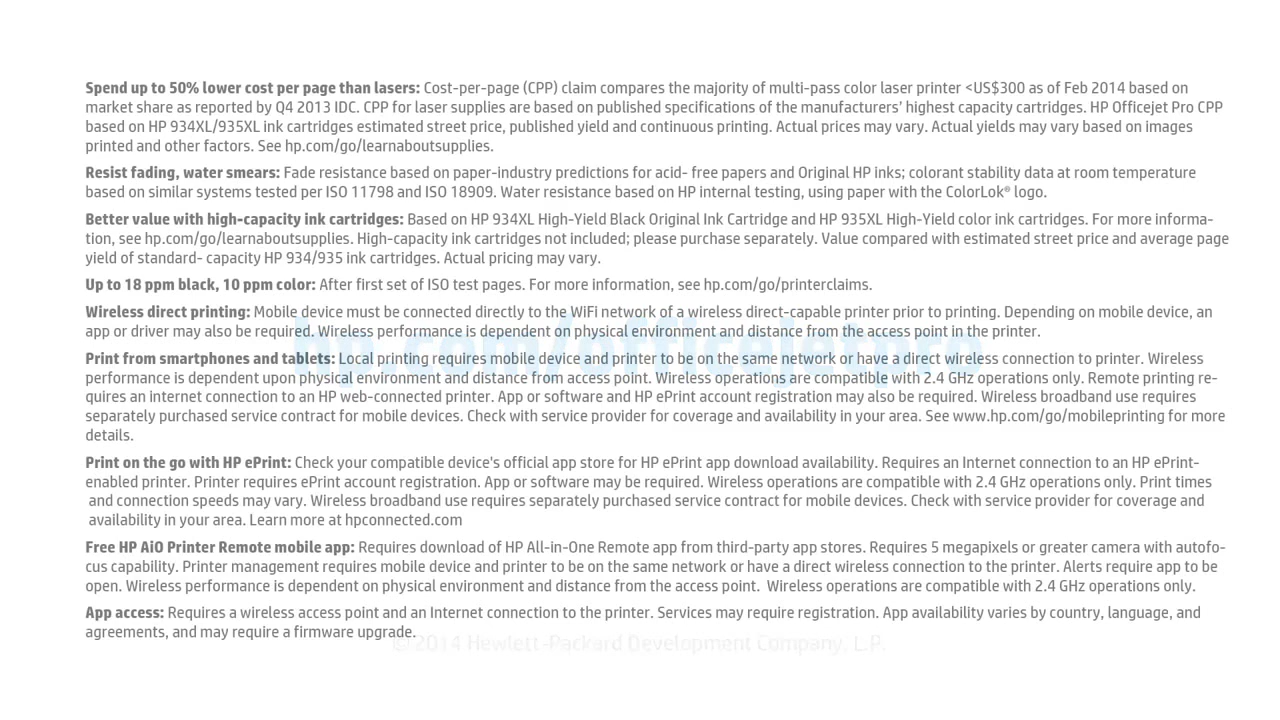 Spend up to 50% lower cost per page than lasers: Cost-per-page (CPP) claim compares the majority of multi-pass color laser printer <US$300 as of Feb 2014 based on
market share as reported by Q4 2013 IDC. CPP for laser supplies are based on published specifications of the manufacturers' highest capacity cartridges. HP Officejet Pro CPP
based on HP 934XL/935XL ink cartridges estimated street price, published yield and continuous printing. Actual prices may vary. Actual yields may vary based on images
printed and other factors. See hp.com/go/learnaboutsupplies.
Resist fading, water smears: Fade resistance based on paper-industry predictions for acid- free papers and Original HP inks; colorant stability data at room temperature
based on similar systems tested per ISO 11798 and ISO 18909. Water resistance based on HP internal testing, using paper with the ColorLok® logo.
Better value with high-capacity ink cartridges: Based on HP 934XL High-Yield Black Original Ink Cartridge and HP 935XL High-Yield color ink cartridges. For more informa-
tion, see hp.com/go/learnaboutsupplies. High-capacity ink cartridges not included; please purchase separately. Value compared with estimated street price and average page
yield of standard- capacity HP 934/935 ink cartridges. Actual pricing may vary.
Up to 18 ppm black, 10 ppm color: After first set of ISO test pages. For more information, see hp.com/go/printerclaims.
Wireless direct printing: Mobile device must be connected directly to the WiFi network of a wireless direct-capable printer prior to printing. Depending on mobile device, an
app or driver may also be required. Wireless performance is dependent on physical environment and distance from the access point in the printer.
hp.com/officejetpro
Print from smartphones and tablets: Local printing requires mobile device and printer to be on the same network or have a direct wireless connection to printer. Wireless
performance is dependent upon physical environment and distance from access point. Wireless operations are compatible with 2.4 GHz operations only. Remote printing re-
quires an internet connection to an HP web-connected printer. App or software and HP ePrint account registration may also be required. Wireless broadband use requires
separately purchased service contract for mobile devices. Check with service provider for coverage and availability in your area. See www.hp.com/go/mobileprinting for more
details.
Print on the go with HP ePrint: Check your compatible device's official app store for HP ePrint app download availability. Requires an Internet connection to an HP ePrint-
enabled printer. Printer requires ePrint account registration. App or software may be required. Wireless operations are compatible with 2.4 GHz operations only. Print times
and connection speeds may vary. Wireless broadband use requires separately purchased service contract for mobile devices. Check with service provider for coverage and
availability in your area. Learn more at hpconnected.com
Free HP AiO Printer Remote mobile app: Requires download of HP All-in-One Remote app from third-party app stores. Requires 5 megapixels or greater camera with autofo-
cus capability. Printer management requires mobile device and printer to be on the same network or have a direct wireless connection to the printer. Alerts require app to be
open. Wireless performance is dependent on physical environment and distance from the access point.  Wireless operations are compatible with 2.4 GHz operations only.
App access: Requires a wireless access point and an Internet connection to the printer. Services may require registration. App availability varies by country, language, and
agreements, and may require a firmware upgrade.
©2014 Hewlett-Packard Development Company, L.P.